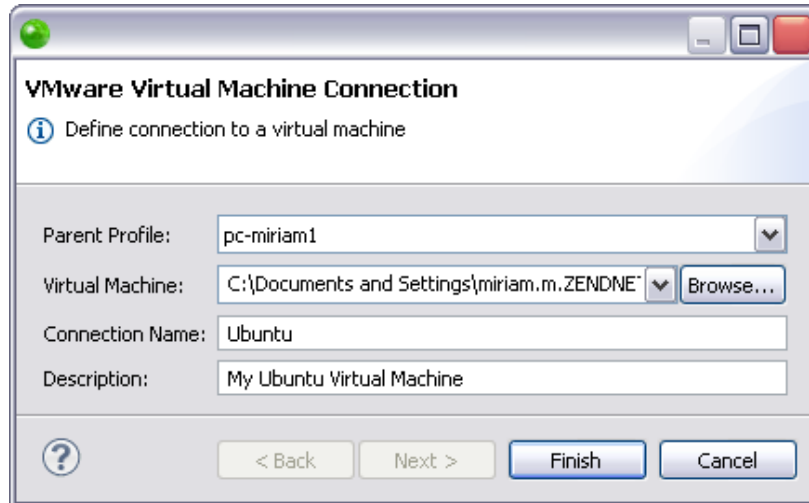 VMware Virtual Machine Connection
Define connection to a virtual machine
Parent Profile: pc-miriam1
Virtual Machine: C:\Documents and Settings\miriam.m.ZENDNET Browse...
Connection Name: Ubuntu
Description: My Ubuntu Virtual Machine
? < Back Next > Finish Cancel